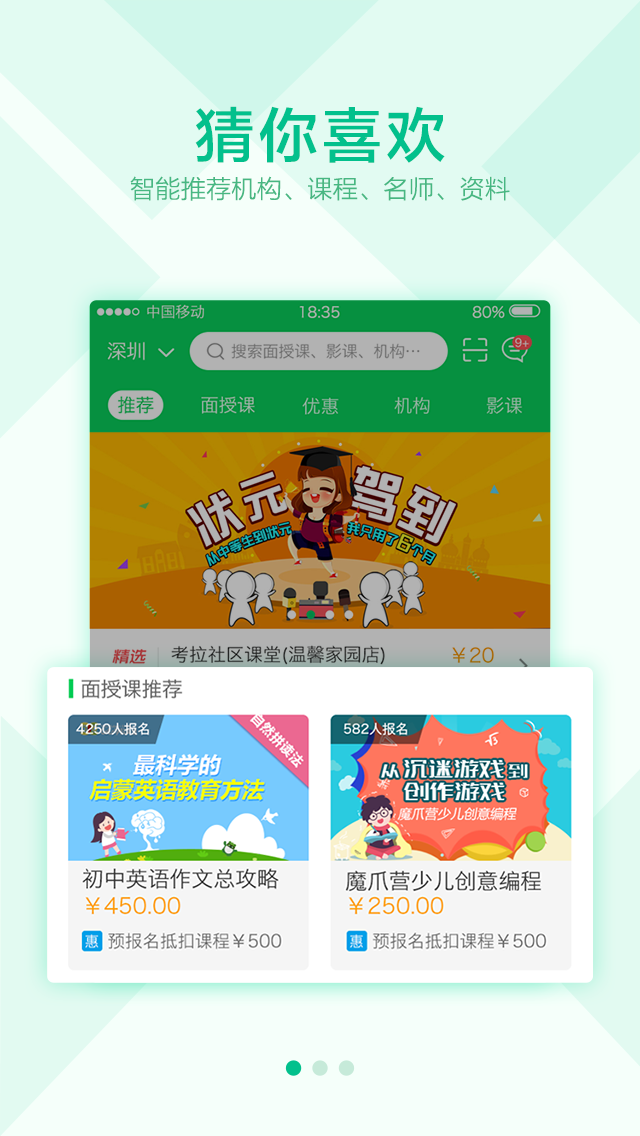 猜你喜欢
智能推荐机构、课程、名师、资料
中国移动 18:35 80%
深圳 搜索面授课、影课、机构… 9+
推荐 面授课 优惠 机构 影课
状元驾到
从中等生到状元 我只用了6个月
精选 考拉社区课堂(温馨家园店) ￥20
面授课推荐
4250人报名
自然拼读法
最科学的
启蒙英语教育方法
初中英语作文总攻略
￥450.00
惠 预报名抵扣课程￥500
582人报名
从沉迷游戏到
创作游戏
魔爪营少儿创意编程
魔爪营少儿创意编程
￥250.00
惠 预报名抵扣课程￥500